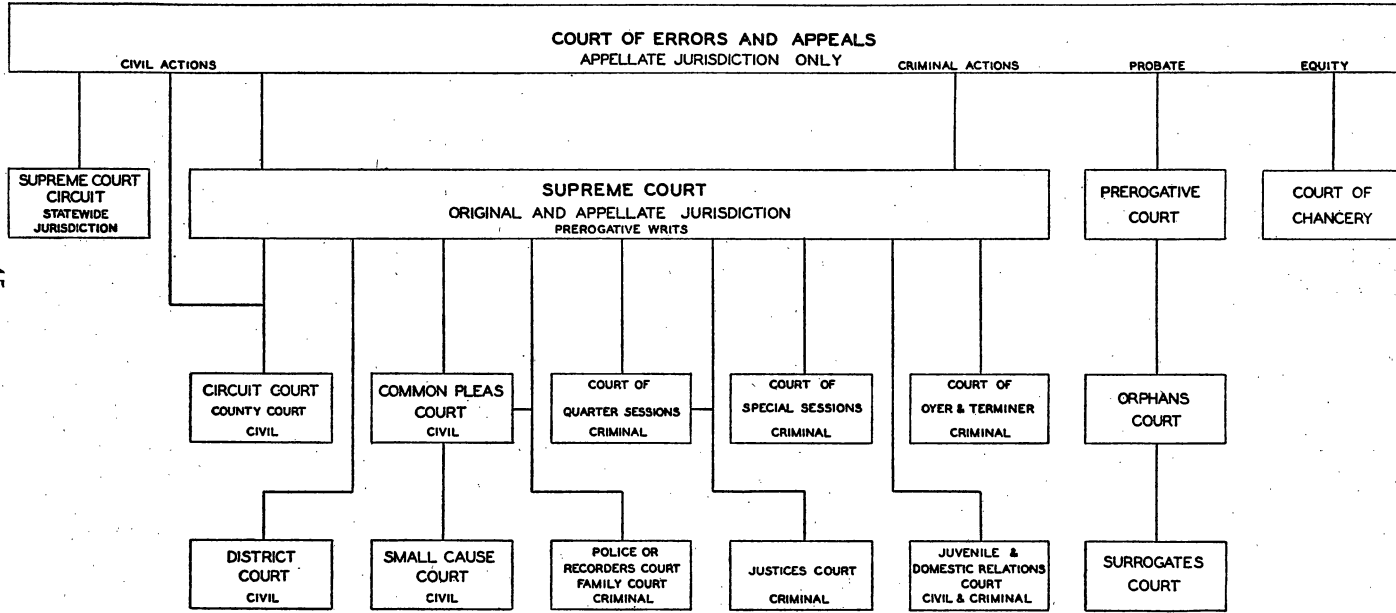 COURT OF ERRORS AND APPEALS
APPELLATE JURISDICTION ONLY
CIVIL ACTIONS
CRIMINAL ACTIONS
PROBATE
EQUITY
SUPREME COURT
CIRCUIT
STATEWIDE
JURISDICTION
SUPREME COURT
ORIGINAL AND APPELLATE JURISDICTION
PREROGATIVE WRITS
PREROGATIVE
COURT
COURT OF
CHANCERY
CIRCUIT COURT
COUNTY COURT
CIVIL
COMMON PLEAS
COURT
CIVIL
COURT OF
QUARTER SESSIONS
CRIMINAL
COURT OF
SPECIAL SESSIONS
CRIMINAL
COURT OF
OYER & TERMINER
CRIMINAL
ORPHANS
COURT
DISTRICT
COURT
CIVIL
SMALL CAUSE
COURT
CIVIL
POLICE OR
RECORDERS COURT
FAMILY COURT
CRIMINAL
JUSTICES COURT
CRIMINAL
JUVENILE &
DOMESTIC RELATIONS
COURT
CIVIL & CRIMINAL
SURROGATES
COURT